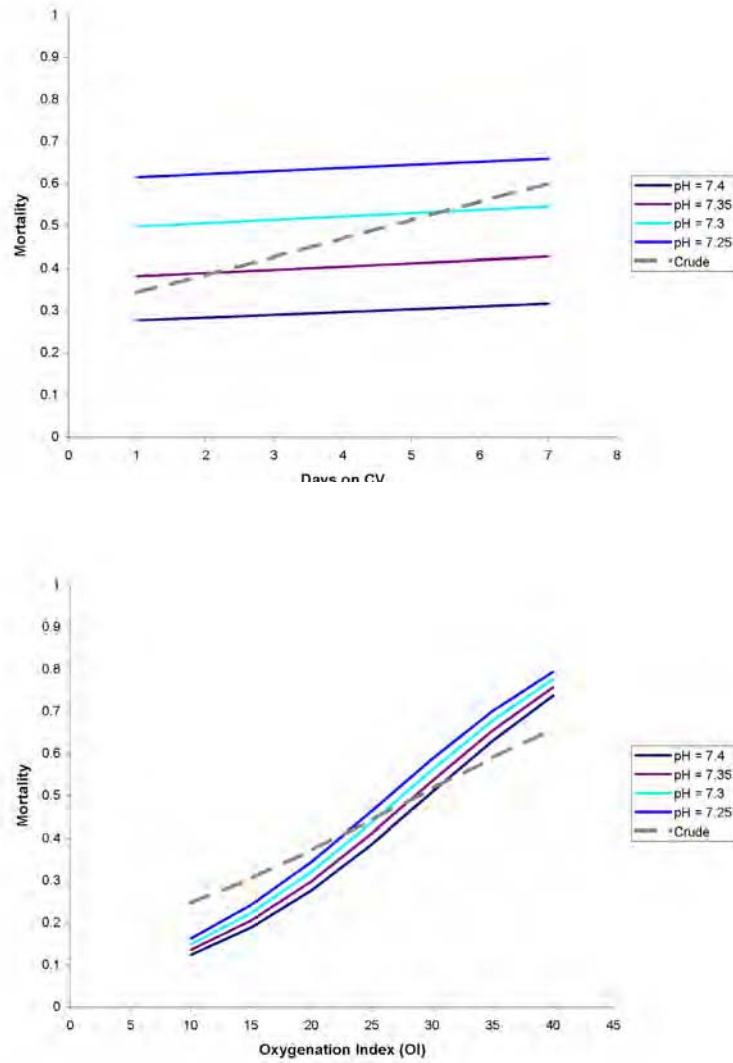 1
0.9
0.8
0.7
0.6
0.5
0.4
0.3
0.2
0.1
0
Mortality
0 1 2 3 4 5 6 7 8
Days on CV
pH = 7.4
pH = 7.35
pH = 7.3
pH = 7.25
Crude
1
0.9
0.8
0.7
0.6
0.5
0.4
0.3
0.2
0.1
0
Mortality
0 5 10 15 20 25 30 35 40 45
Oxygenation Index (OI)
pH = 7.4
pH = 7.35
pH = 7.3
pH = 7.25
Crude